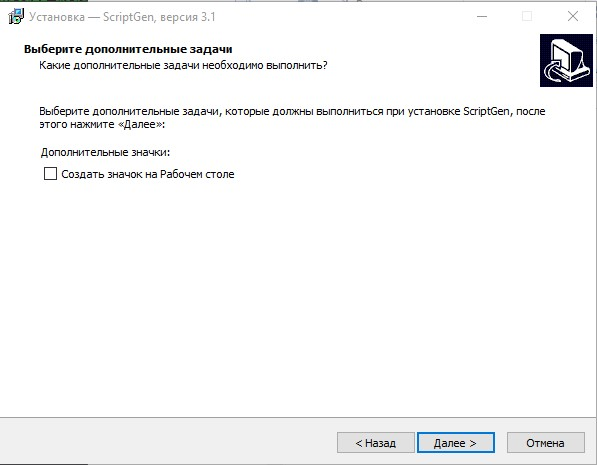 Установка — ScriptGen, версия 3.1
Выберите дополнительные задачи
Какие дополнительные задачи необходимо выполнить?
Выберите дополнительные задачи, которые должны выполниться при установке ScriptGen, после
этого нажмите «Далее»:
Дополнительные значки:
Создать значок на Рабочем столе
< Назад
Далее >
Отмена